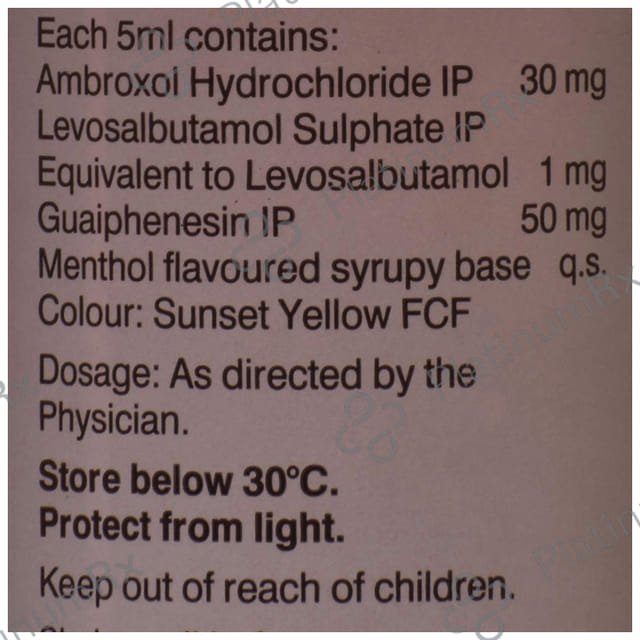 Each 5ml contains:
Ambroxol Hydrochloride IP 30 mg
Levosalbutamol Sulphate IP
Equivalent to Levosalbutamol 1 mg
Guaiphenesin IP 50 mg
Menthol flavoured syrupy base q.s.
Colour: Sunset Yellow FCF
Dosage: As directed by the
Physician.
Store below 30°C.
Protect from light.
Keep out of reach of children.
PlatinumRx